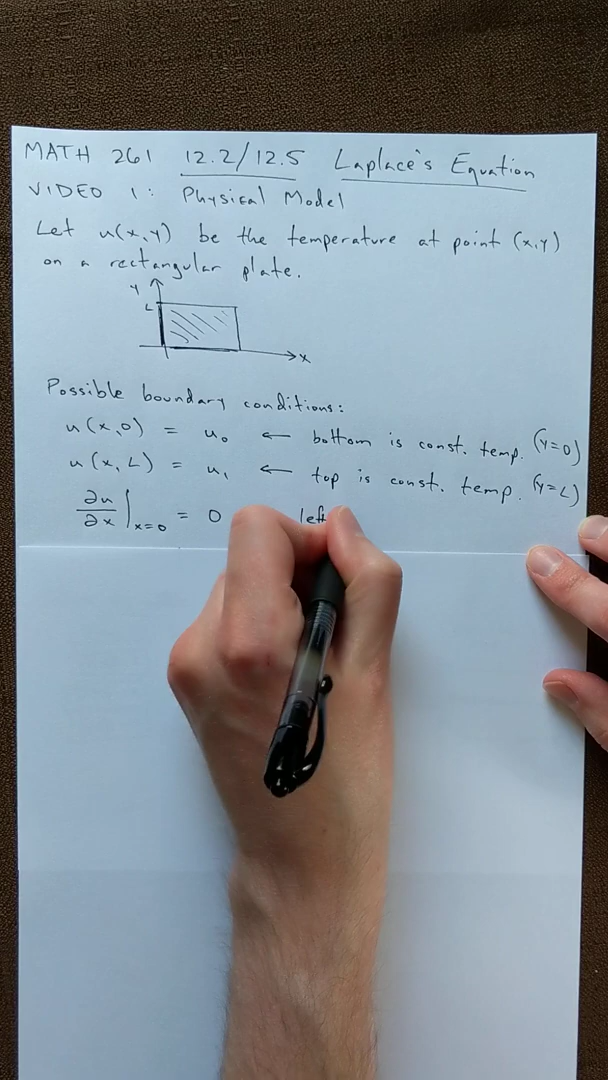 MATH 261 12.2/12.5 Laplace's Equation
VIDEO 1: Physical Model
Let u(x,y) be the temperature at point (x,y)
on a rectangular plate.
y
L
x
Possible boundary conditions:
u(x,0) = u₀ ← bottom is const. temp. (y=0)
u(x,L) = u₁ ← top is const. temp. (y=L)
∂u/∂x |ₓ₌₀ = 0 left